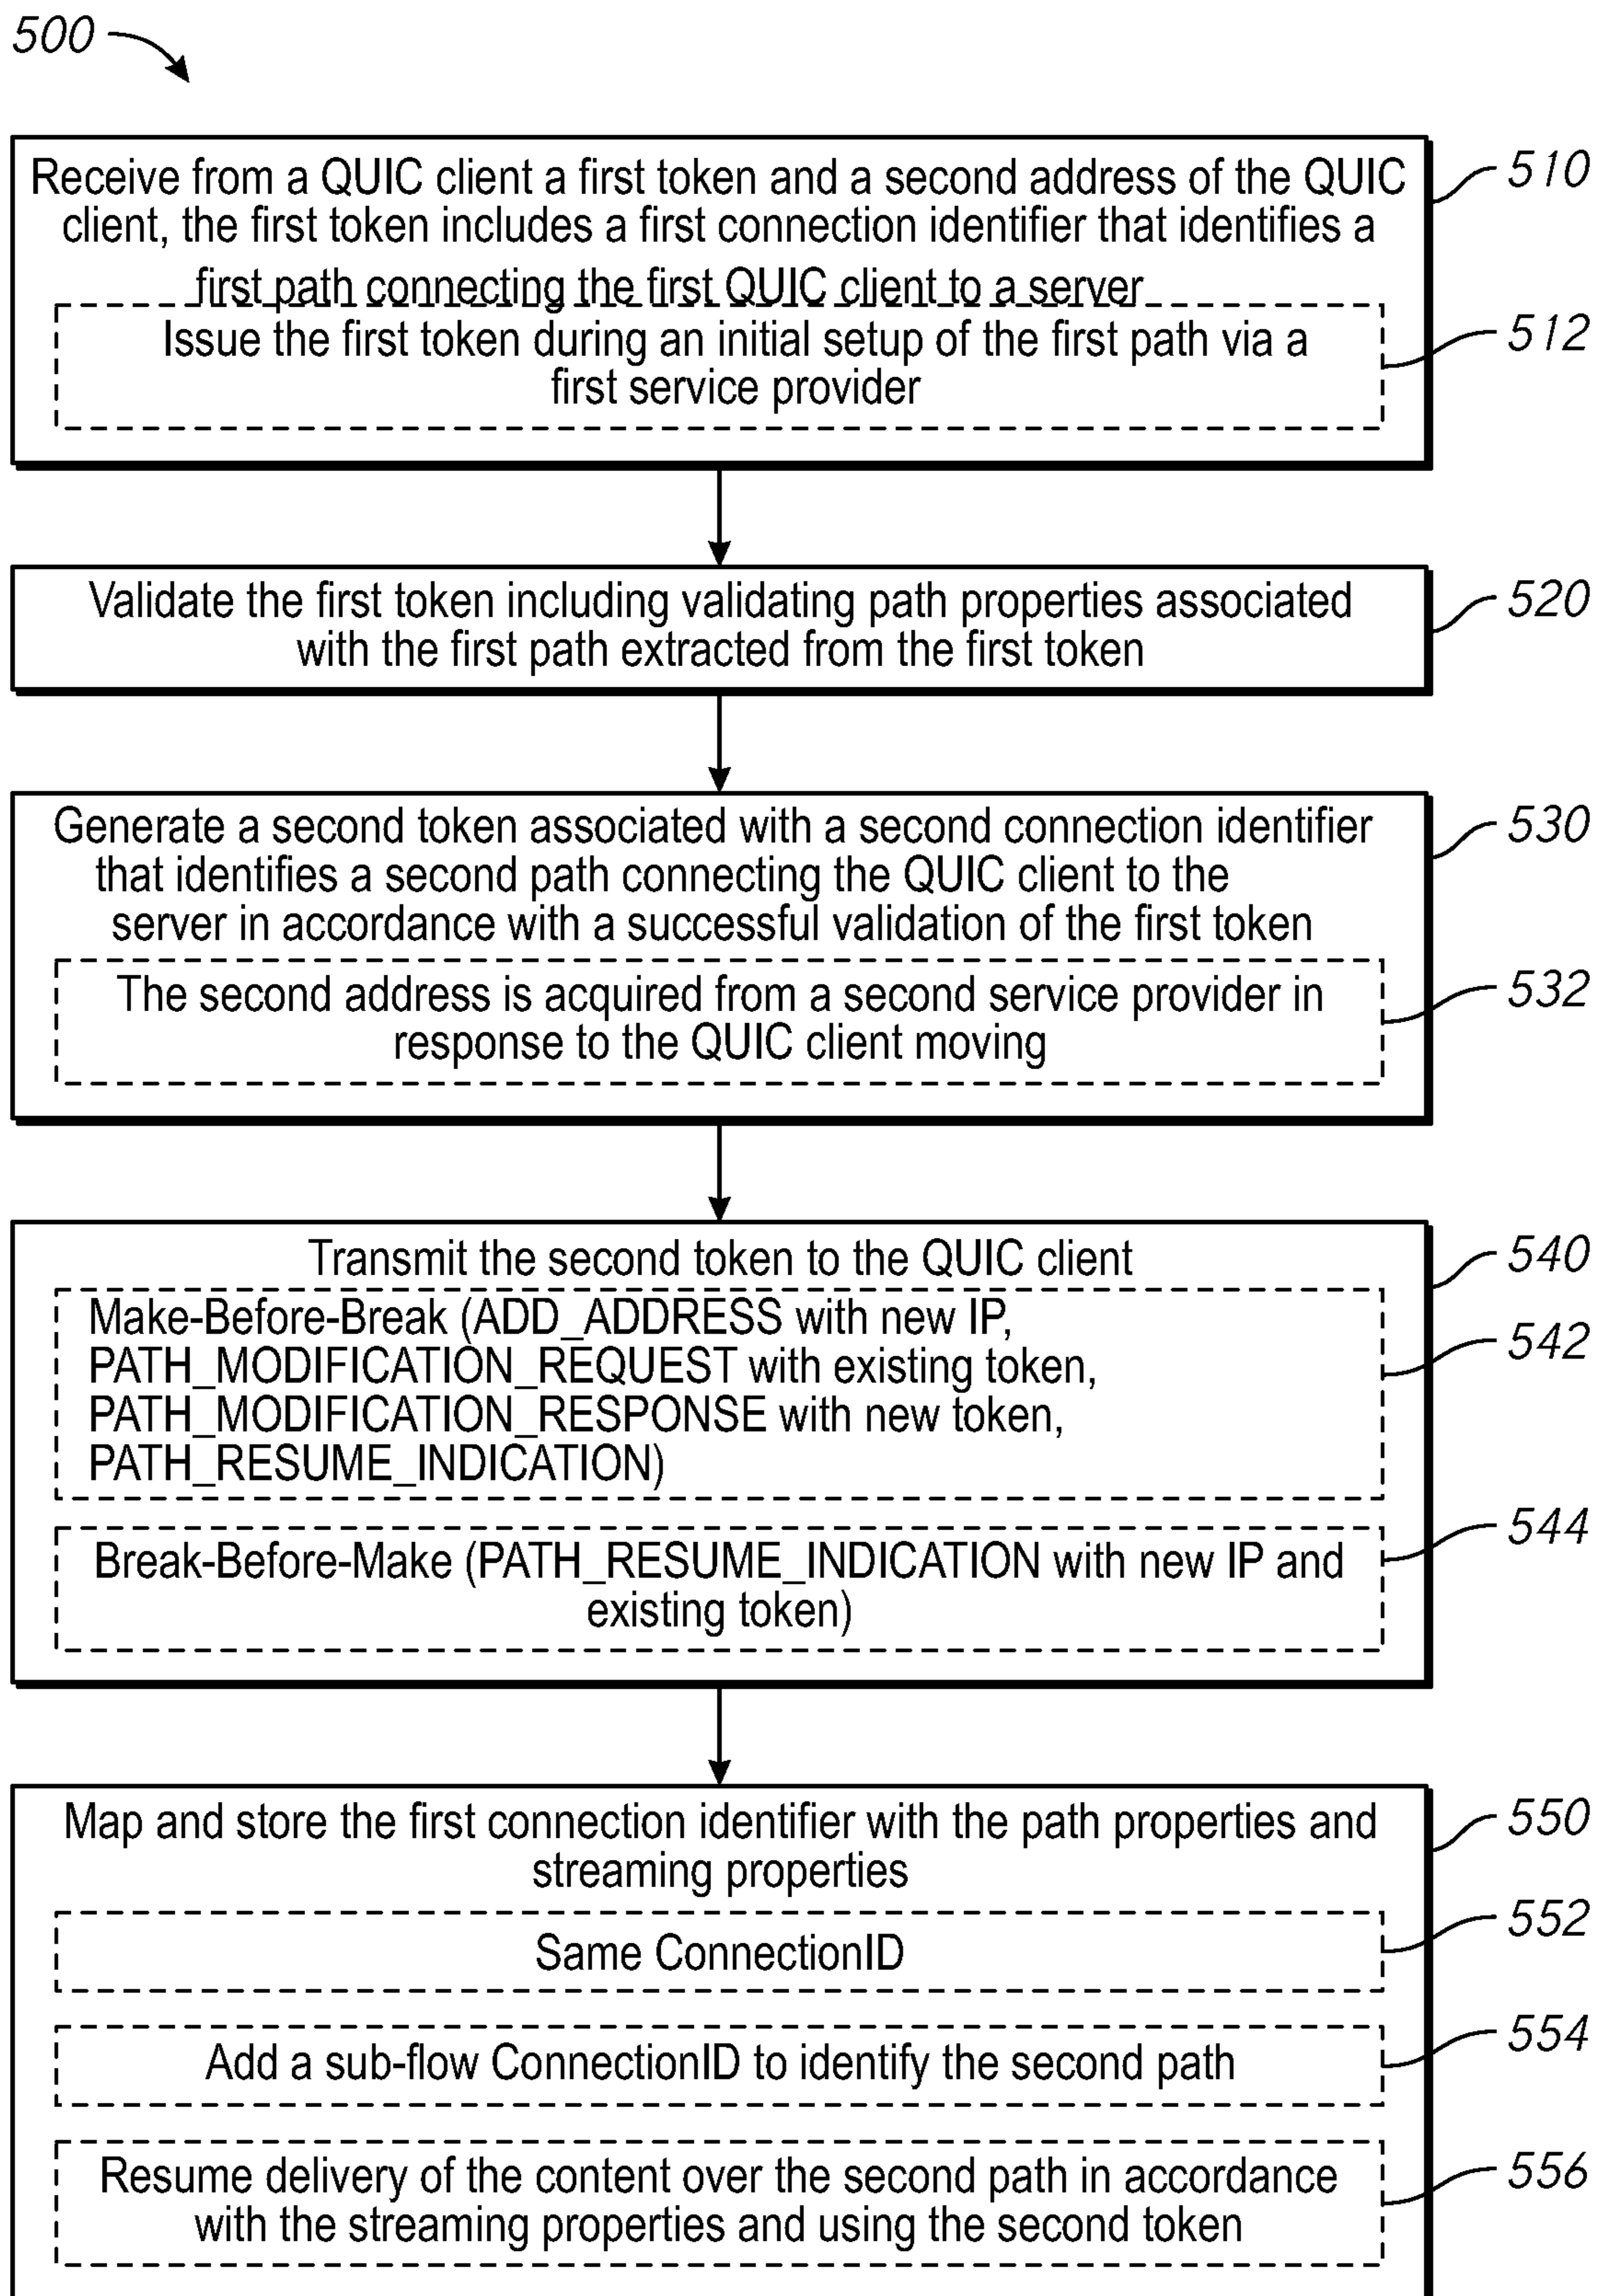 500
Receive from a QUIC client a first token and a second address of the QUIC
client, the first token includes a first connection identifier that identifies a
first path connecting the first QUIC client to a server
510
Issue the first token during an initial setup of the first path via a
first service provider
512
Validate the first token including validating path properties associated
with the first path extracted from the first token
520
Generate a second token associated with a second connection identifier
that identifies a second path connecting the QUIC client to the
server in accordance with a successful validation of the first token
530
The second address is acquired from a second service provider in
response to the QUIC client moving
532
Transmit the second token to the QUIC client
540
Make-Before-Break (ADD_ADDRESS with new IP,
PATH_MODIFICATION_REQUEST with existing token,
PATH_MODIFICATION_RESPONSE with new token,
PATH_RESUME_INDICATION)
542
Break-Before-Make (PATH_RESUME_INDICATION with new IP and
existing token)
544
Map and store the first connection identifier with the path properties and
streaming properties
550
Same ConnectionID
552
Add a sub-flow ConnectionID to identify the second path
554
Resume delivery of the content over the second path in accordance
with the streaming properties and using the second token
556